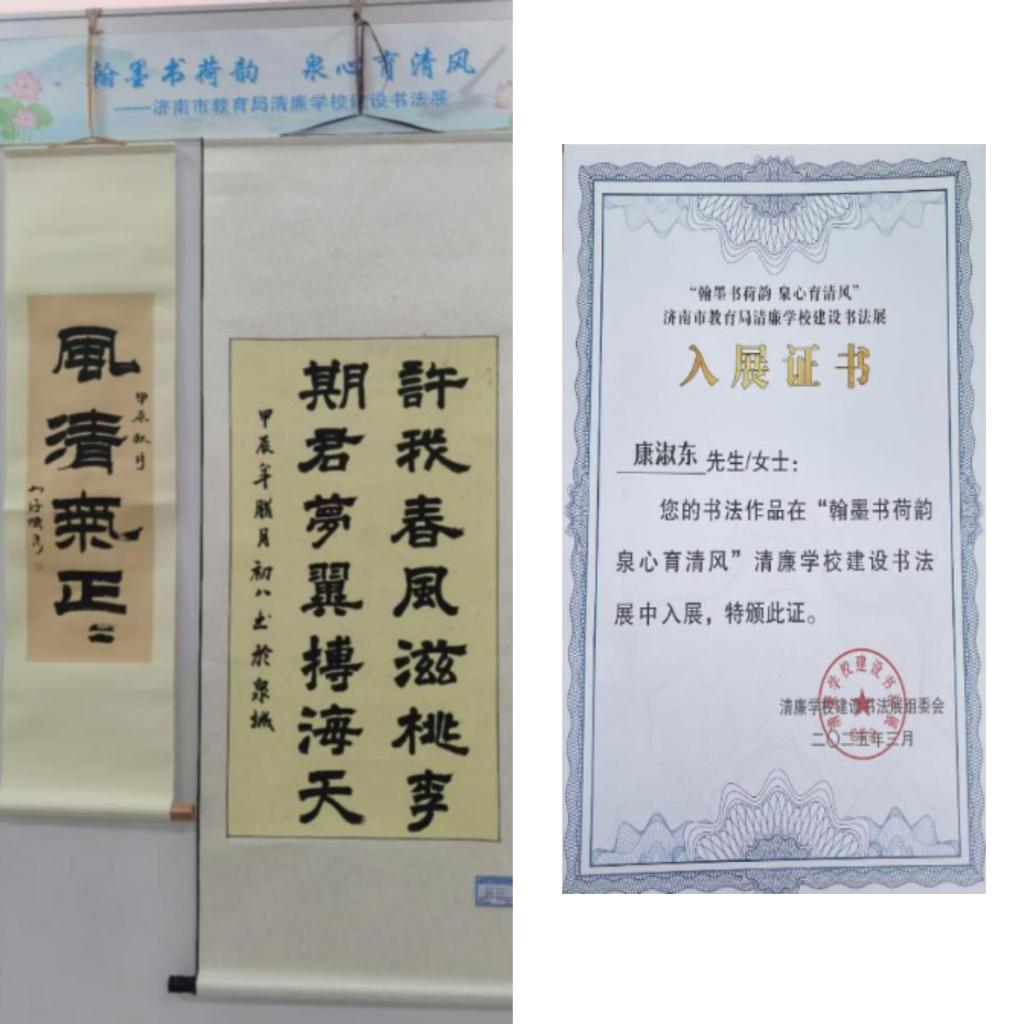 翰墨书荷韵 泉心育清风
——济南市教育局清廉学校建设书法展
風清氣正
甲辰秋月
許我春風滋桃李
期君夢翼搏海天
甲辰年臘月初八书於泉城
“翰墨书荷韵 泉心育清风”
济南市教育局清廉学校建设书法展
入展证书
康淑东 先生/女士：
您的书法作品在“翰墨书荷韵
泉心育清风”清廉学校建设书法
展中入展，特颁此证。
清廉学校建设书法展组委会
二〇二五年三月